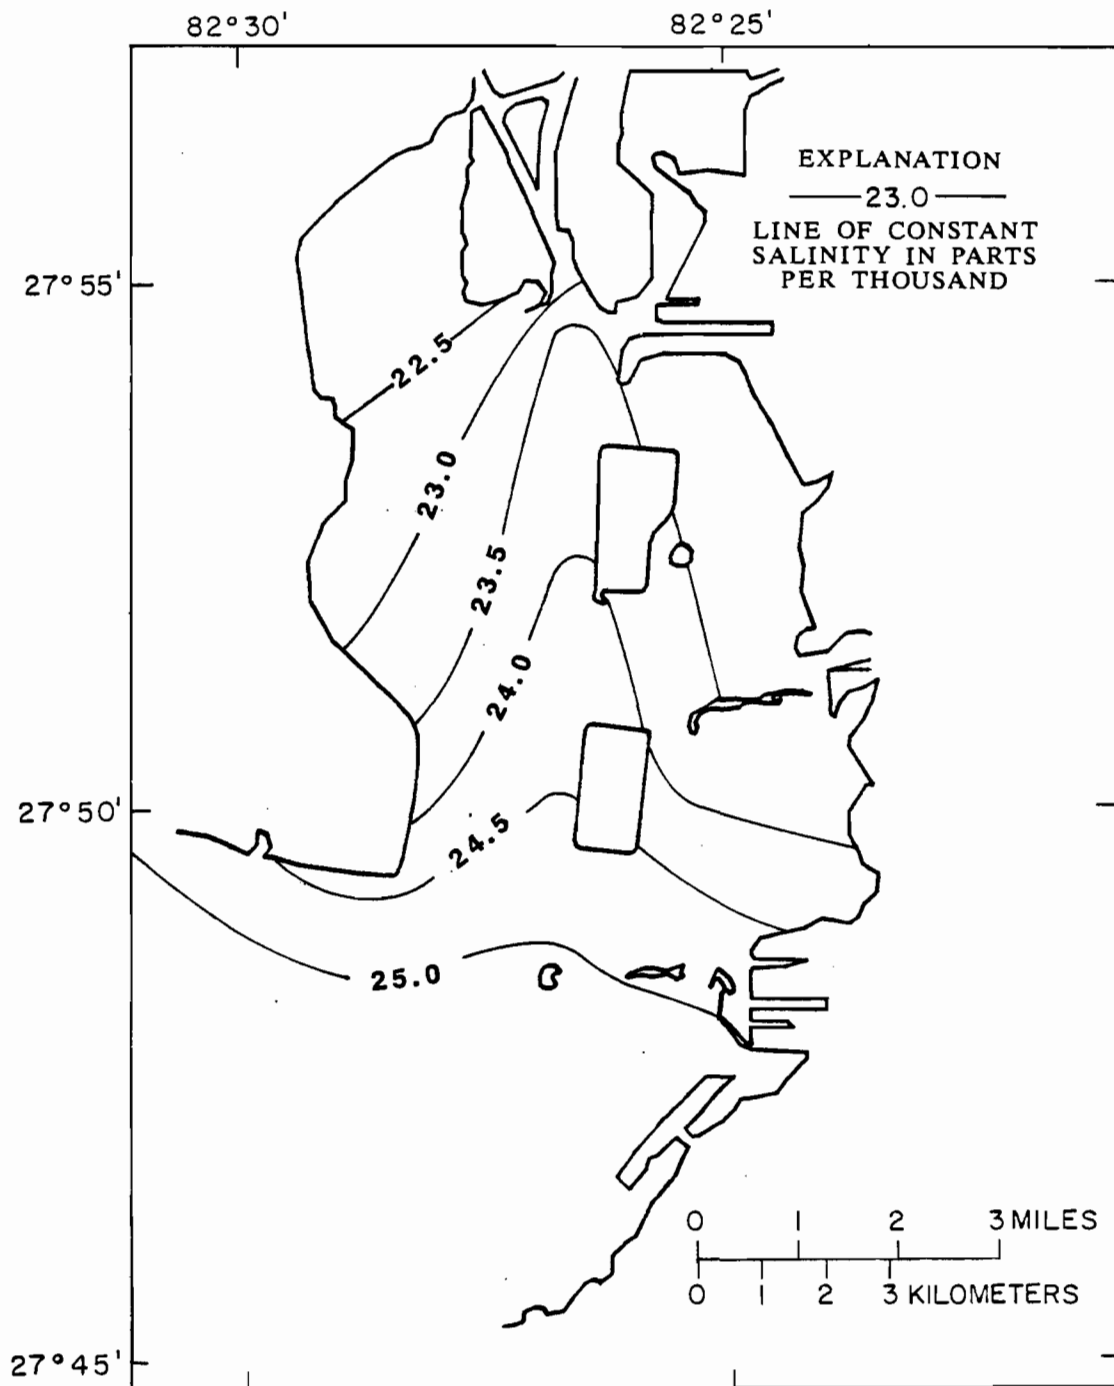 82°30' 82°25'
EXPLANATION
23.0
LINE OF CONSTANT
SALINITY IN PARTS
PER THOUSAND
27°55'
22.5
23.0
23.5
24.0
27°50'
24.5
25.0
0 1 2 3 MILES
0 1 2 3 KILOMETERS
27°45'